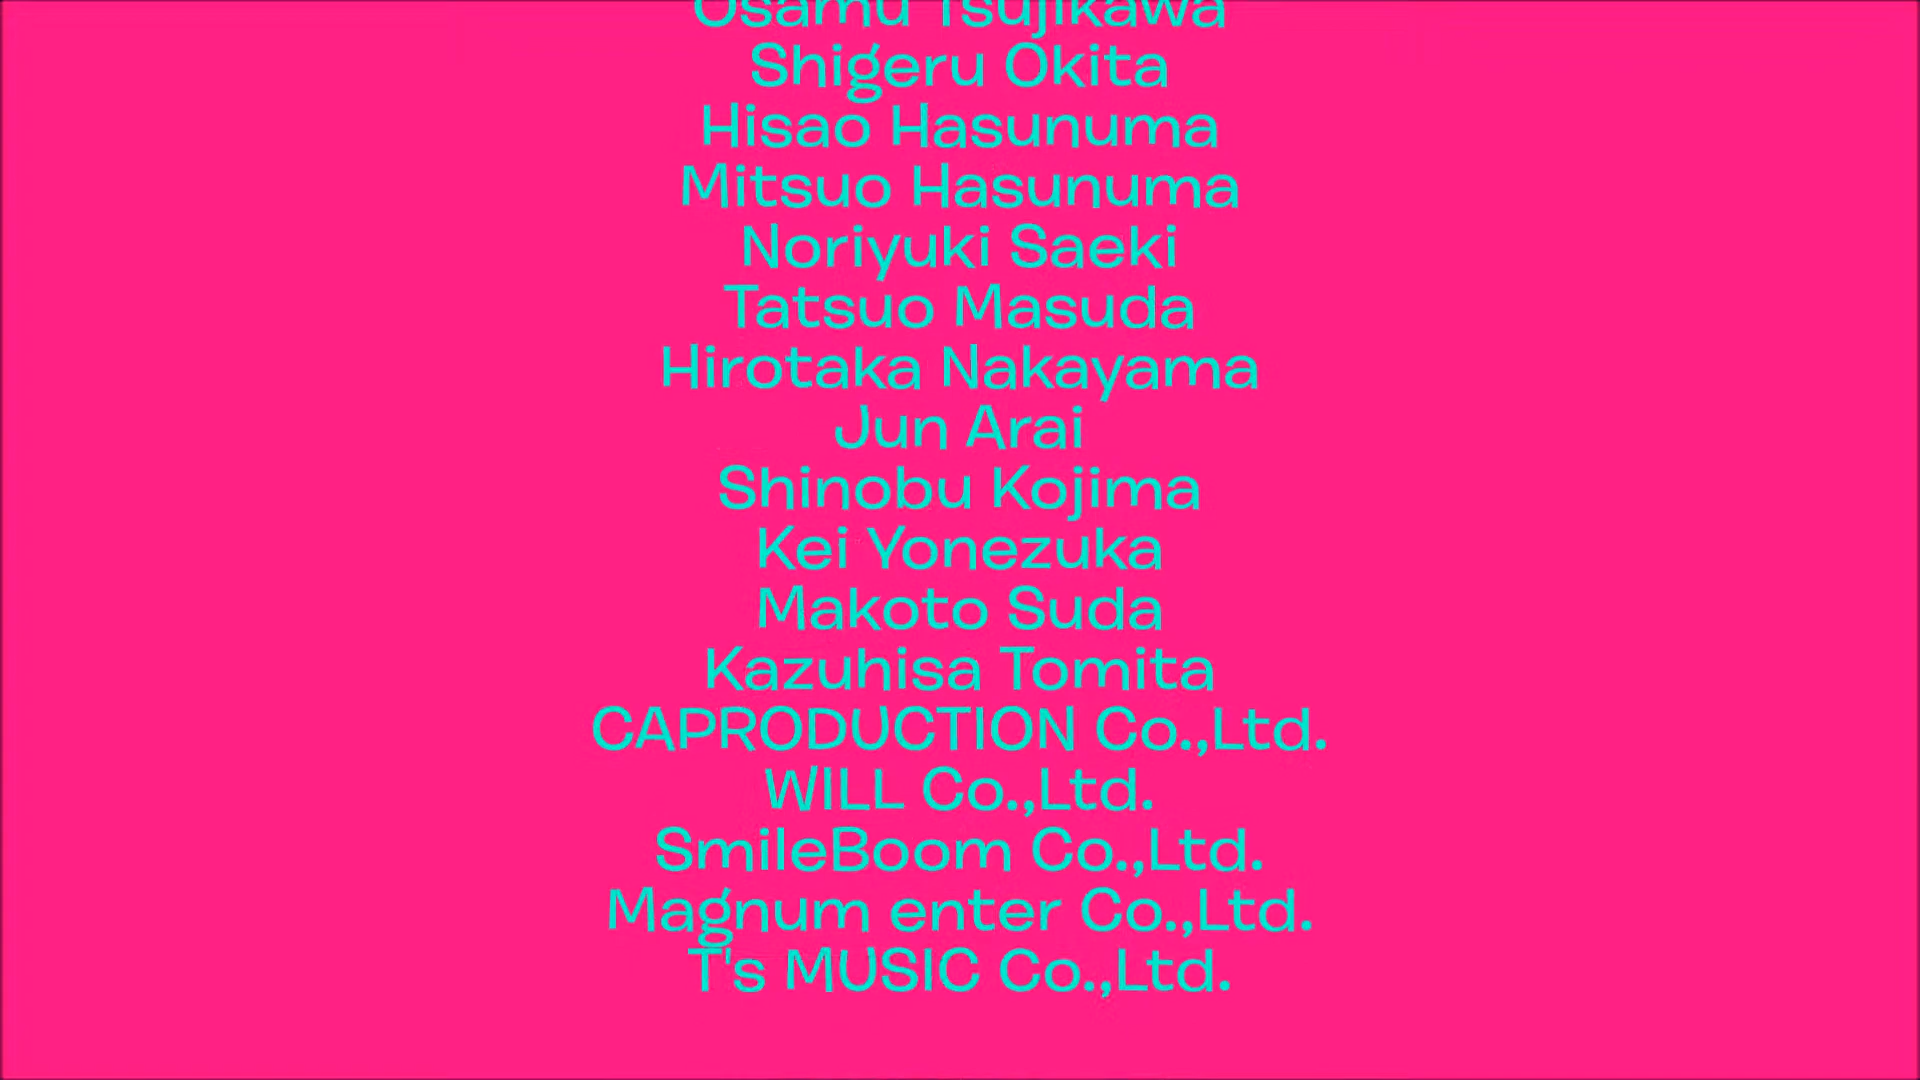 Osamu Tsujikawa
Shigeru Okita
Hisao Hasunuma
Mitsuo Hasunuma
Noriyuki Saeki
Tatsuo Masuda
Hirotaka Nakayama
Jun Arai
Shinobu Kojima
Kei Yonezuka
Makoto Suda
Kazuhisa Tomita
CAPRODUCTION Co.,Ltd.
WILL Co.,Ltd.
SmileBoom Co.,Ltd.
Magnum enter Co.,Ltd.
T's MUSIC Co.,Ltd.